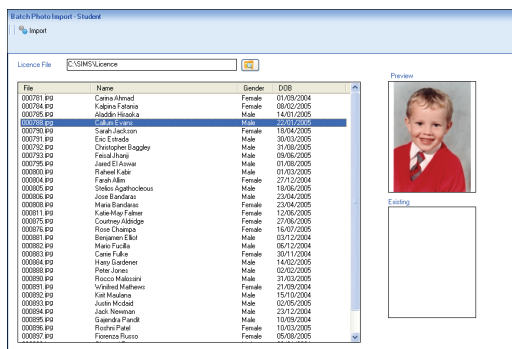 Batch Photo Import - Student
Import
Licence File C:\SIMS\Licence
Preview
File Name Gender DOB
000781.jpg Carina Ahmad Female 01/09/2004
000784.jpg Kalpina Fatania Female 08/02/2005
000785.jpg Aladdin Hiraoka Male 14/01/2005
000788.jpg Callum Evans Male 22/01/2005
000790.jpg Sarah Jackson Female 18/04/2005
000791.jpg Eric Estrada Male 30/03/2005
000792.jpg Christopher Baggley Male 31/08/2005
000793.jpg Feisal Jhanji Male 09/06/2005
000795.jpg Jared El Aswar Male 01/08/2005
000800.jpg Raheel Kabir Male 01/03/2005
000804.jpg Farah Allim Female 27/12/2004
000805.jpg Stelios Agathocleous Male 18/06/2005
000806.jpg Jose Bandaras Male 23/04/2005
000808.jpg Maria Bandaras Female 23/04/2005
000811.jpg Katie-May Falmer Female 12/06/2005
000875.jpg Courtney Aldridge Female 27/06/2005
000876.jpg Rose Chaimpa Female 16/07/2005
000881.jpg Benjamen Elliot Male 03/12/2004
000882.jpg Mario Fucilla Male 06/12/2004
000883.jpg Carrie Fulke Female 30/11/2004
000884.jpg Harry Gardener Male 14/02/2005
000888.jpg Peter Jones Male 02/02/2005
000890.jpg Rocco Malossini Male 31/03/2005
000891.jpg Winifred Mathews Female 21/09/2004
000892.jpg Kirit Maulana Male 15/10/2004
000893.jpg Justin Mcdaid Male 02/05/2005
000894.jpg Jack Newman Male 23/12/2004
000895.jpg Gajendra Pandit Male 10/09/2004
000896.jpg Roshni Patel Female 10/03/2005
000897.jpg Fiorenza Russo Female 05/08/2005
Existing